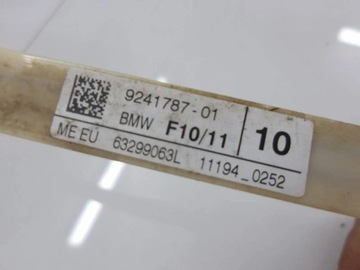 9241787-01
BMW F10/11 10
ME EU 63299063L 11194_0252